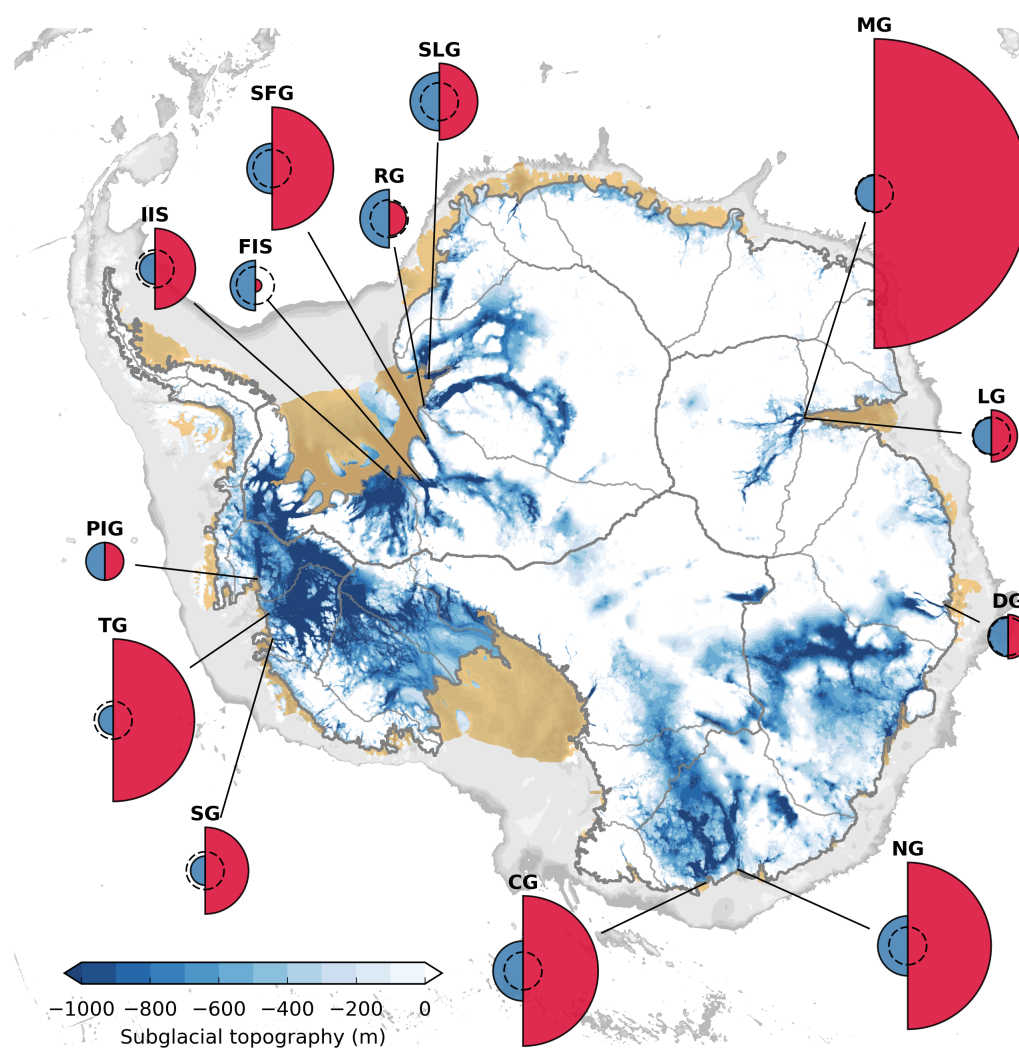 MG
SLG
SFG
RG
IIS
FIS
LG
PIG
DG
TG
SG
NG
CG
−1000 −800 −600 −400 −200 0
Subglacial topography (m)